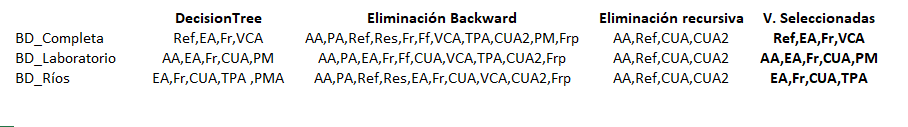 DecisionTree Eliminación Backward Eliminación recursiva V. Seleccionadas
BD_Completa Ref,EA,Fr,VCA AA,PA,Ref,Res,Fr,Ff,VCA,TPA,CUA2,PM,Frp AA,Ref,CUA,CUA2 Ref,EA,Fr,VCA
BD_Laboratorio AA,EA,Fr,CUA,PM AA,PA,EA,Fr,Ff,CUA,VCA,TPA,CUA2,Frp AA,Ref,CUA,CUA2 AA,EA,Fr,CUA,PM
BD_Ríos EA,Fr,CUA,TPA ,PMA AA,PA,Ref,Res,EA,Fr,CUA,VCA,CUA2,Frp AA,Ref,CUA,CUA2 EA,Fr,CUA,TPA